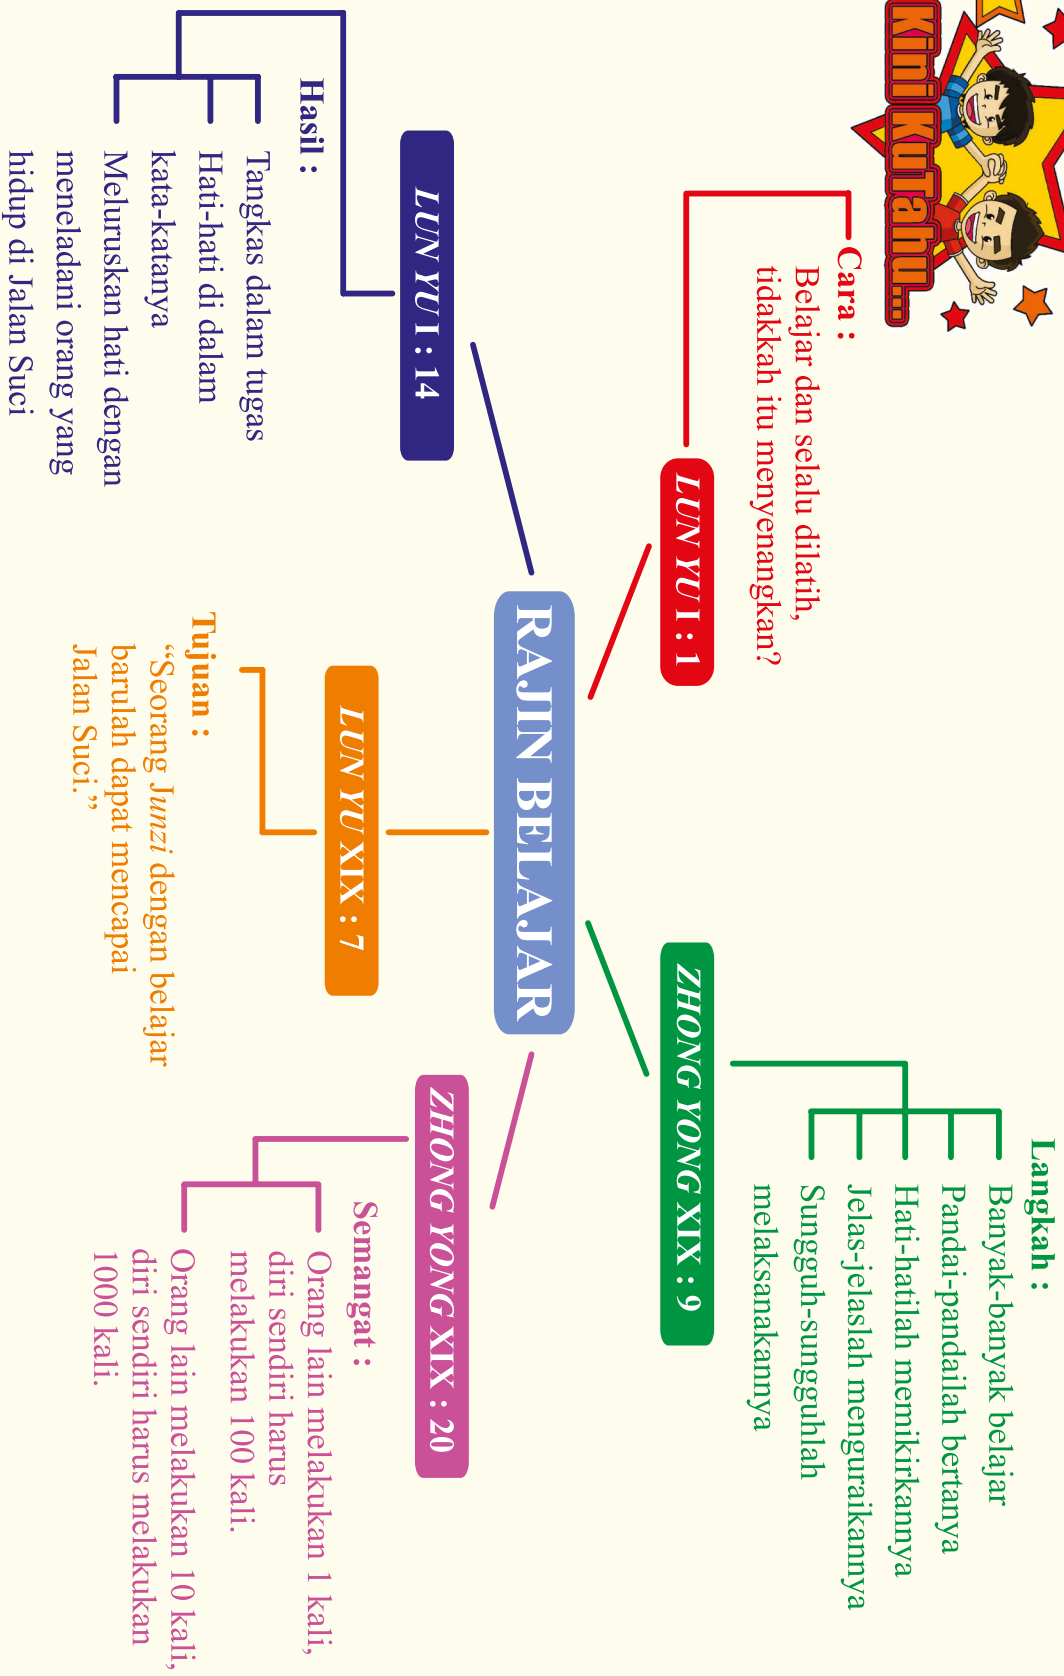 Kini KuTahu...
Cara :
Belajar dan selalu dilatih,
tidakkah itu menyenangkan?
LUN YU I : 1
Langkah :
Banyak-banyak belajar
Pandai-pandailah bertanya
Hati-hatilah memikirkannya
Jelas-jelaslah menguraikannya
Sungguh-sungguhlah
melaksanakannya
ZHONG YONG XIX : 9
RAJIN BELAJAR
LUN YU I : 14
Hasil :
Tangkas dalam tugas
Hati-hati di dalam
kata-katanya
Meluruskan hati dengan
meneladani orang yang
hidup di Jalan Suci
LUN YU XIX : 7
Tujuan :
“Seorang Junzi dengan belajar
barulah dapat mencapai
Jalan Suci.”
ZHONG YONG XIX : 20
Semangat :
Orang lain melakukan 1 kali,
diri sendiri harus
melakukan 100 kali.
Orang lain melakukan 10 kali,
diri sendiri harus melakukan
1000 kali.